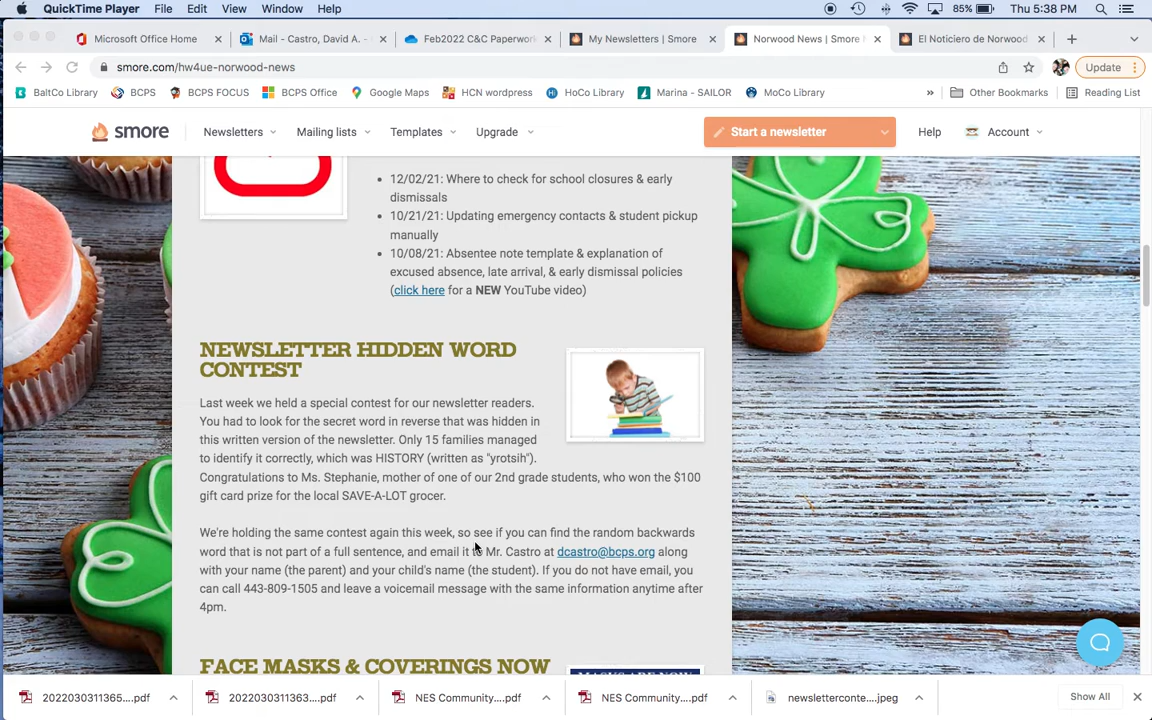 QuickTime Player File Edit View Window Help 85% Thu 5:38 PM
Microsoft Office Home Mail - Castro, David A. - Feb2022 C&C Paperwork My Newsletters | Smore Norwood News | Smore El Noticiero de Norwood
smore.com/hw4ue-norwood-news Update
BaltCo Library BCPS BCPS FOCUS BCPS Office Google Maps HCN wordpress HoCo Library Marina - SAILOR MoCo Library » Other Bookmarks Reading List
smore Newsletters Mailing lists Templates Upgrade Start a newsletter Help Account
12/02/21: Where to check for school closures & early
dismissals
10/21/21: Updating emergency contacts & student pickup
manually
10/08/21: Absentee note template & explanation of
excused absence, late arrival, & early dismissal policies
(click here for a NEW YouTube video)
NEWSLETTER HIDDEN WORD
CONTEST
Last week we held a special contest for our newsletter readers.
You had to look for the secret word in reverse that was hidden in
this written version of the newsletter. Only 15 families managed
to identify it correctly, which was HISTORY (written as "yrotsih").
Congratulations to Ms. Stephanie, mother of one of our 2nd grade students, who won the $100
gift card prize for the local SAVE-A-LOT grocer.
We're holding the same contest again this week, so see if you can find the random backwards
word that is not part of a full sentence, and email it to Mr. Castro at dcastro@bcps.org along
with your name (the parent) and your child's name (the student). If you do not have email, you
can call 443-809-1505 and leave a voicemail message with the same information anytime after
4pm.
FACE MASKS & COVERINGS NOW
MASKS ARE NOW
2022030311365....pdf 2022030311363....pdf NES Community....pdf NES Community....pdf newsletterconte....jpeg Show All